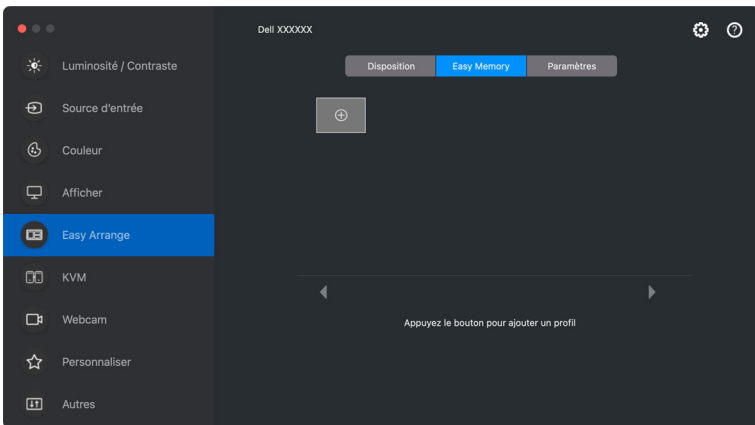 Dell XXXXXX
Luminosité / Contraste
Source d'entrée
Couleur
Afficher
Easy Arrange
KVM
Webcam
Personnaliser
Autres
Disposition
Easy Memory
Paramètres
Appuyez le bouton pour ajouter un profil